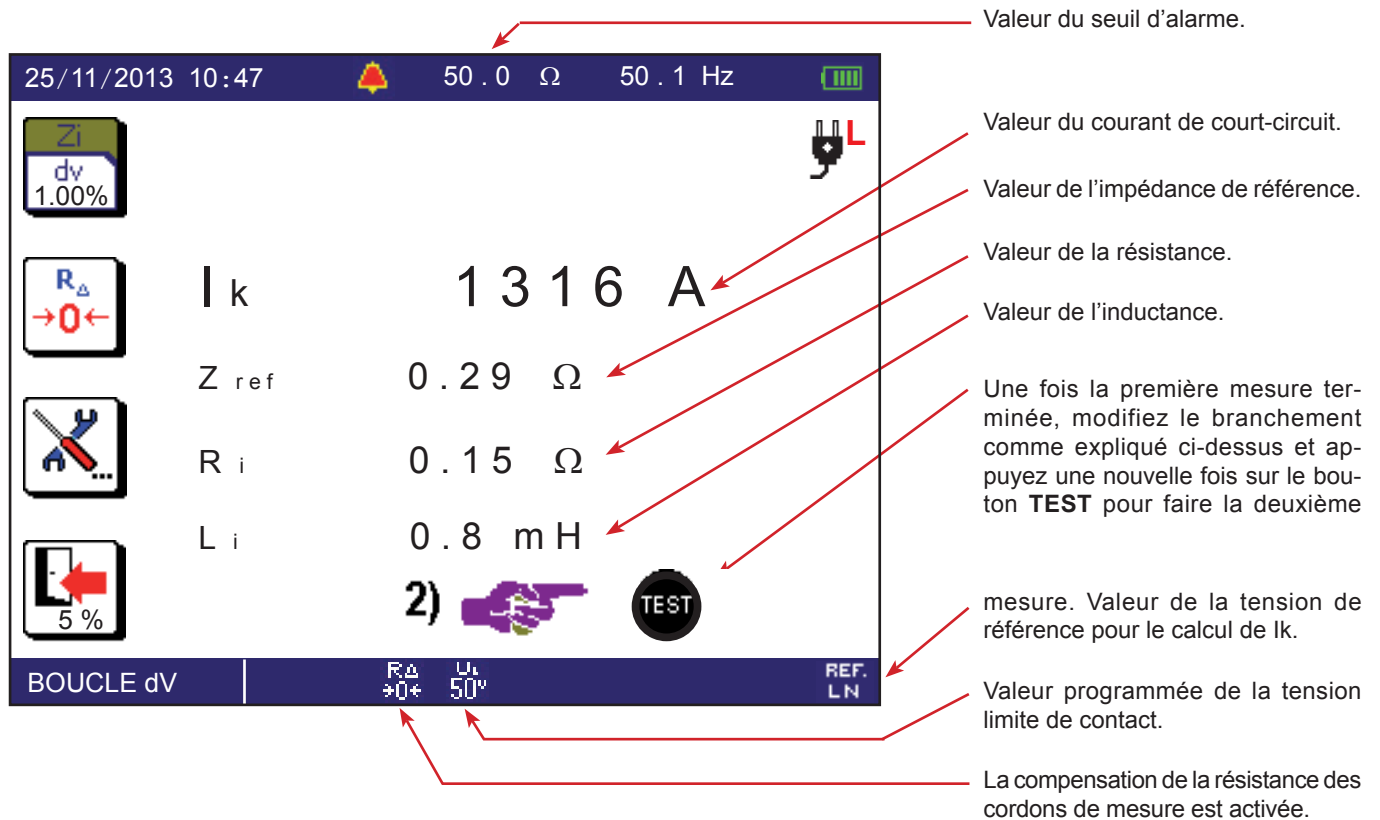 Valeur du seuil d'alarme.
25/11/2013 10:47 50.0 Ω 50.1 Hz
Zi
dv
1.00%
L
Valeur du courant de court-circuit.
Valeur de l'impédance de référence.
Valeur de la résistance.
Valeur de l'inductance.
R△
→0←
Ik 1316 A
Z ref 0.29 Ω
R i 0.15 Ω
L i 0.8 mH
...
5 %
2) TEST
Une fois la première mesure ter-
minée, modifiez le branchement
comme expliqué ci-dessus et ap-
puyez une nouvelle fois sur le bou-
ton TEST pour faire la deuxième
mesure. Valeur de la tension de
référence pour le calcul de Ik.
BOUCLE dV
R△
→0←
UL
50V
REF.
LN
Valeur programmée de la tension
limite de contact.
La compensation de la résistance des
cordons de mesure est activée.